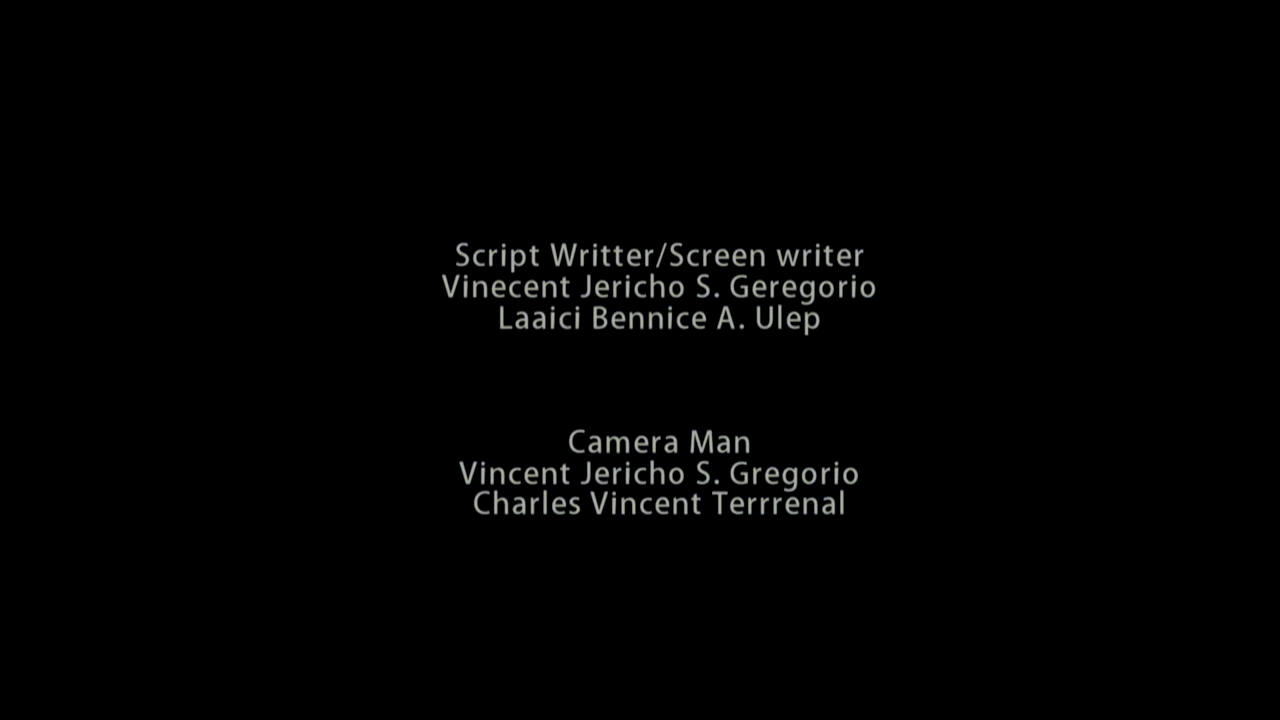 Script Writter/Screen writer
Vinecent Jericho S. Geregorio
Laaici Bennice A. Ulep
Camera Man
Vincent Jericho S. Gregorio
Charles Vincent Terrrenal